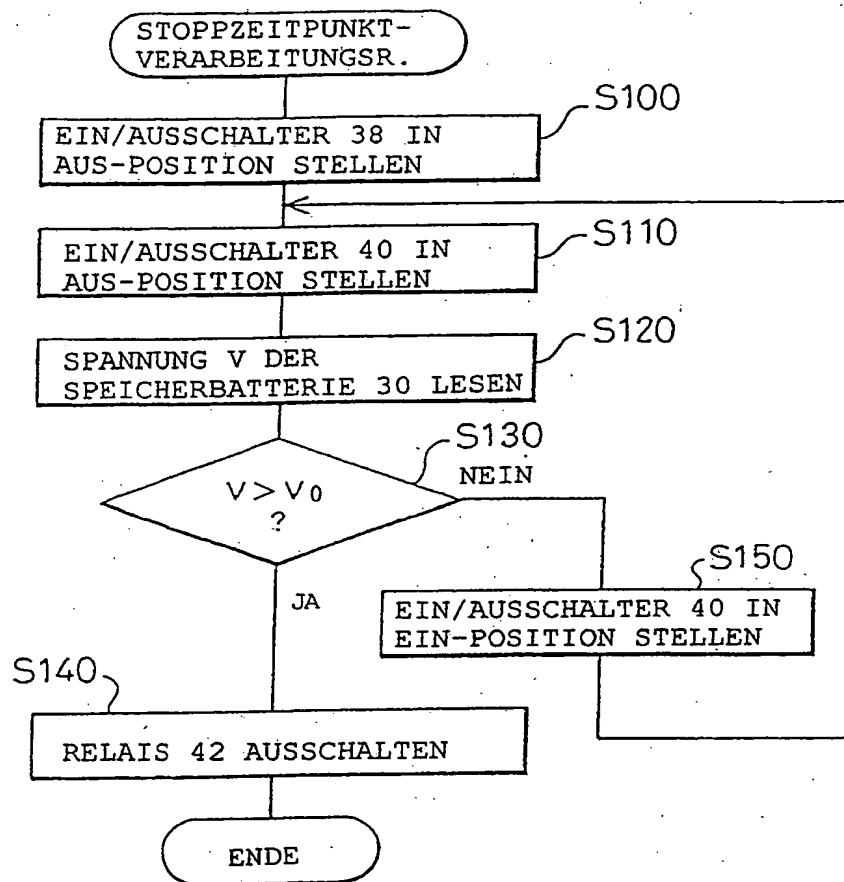 STOPPZEITPUNKT-
VERARBEITUNGSR.
S100
EIN/AUSSCHALTER 38 IN
AUS-POSITION STELLEN
S110
EIN/AUSSCHALTER 40 IN
AUS-POSITION STELLEN
S120
SPANNUNG V DER
SPEICHERBATTERIE 30 LESEN
S130
V > V0
?
NEIN
JA
S150
EIN/AUSSCHALTER 40 IN
EIN-POSITION STELLEN
S140
RELAIS 42 AUSSCHALTEN
ENDE